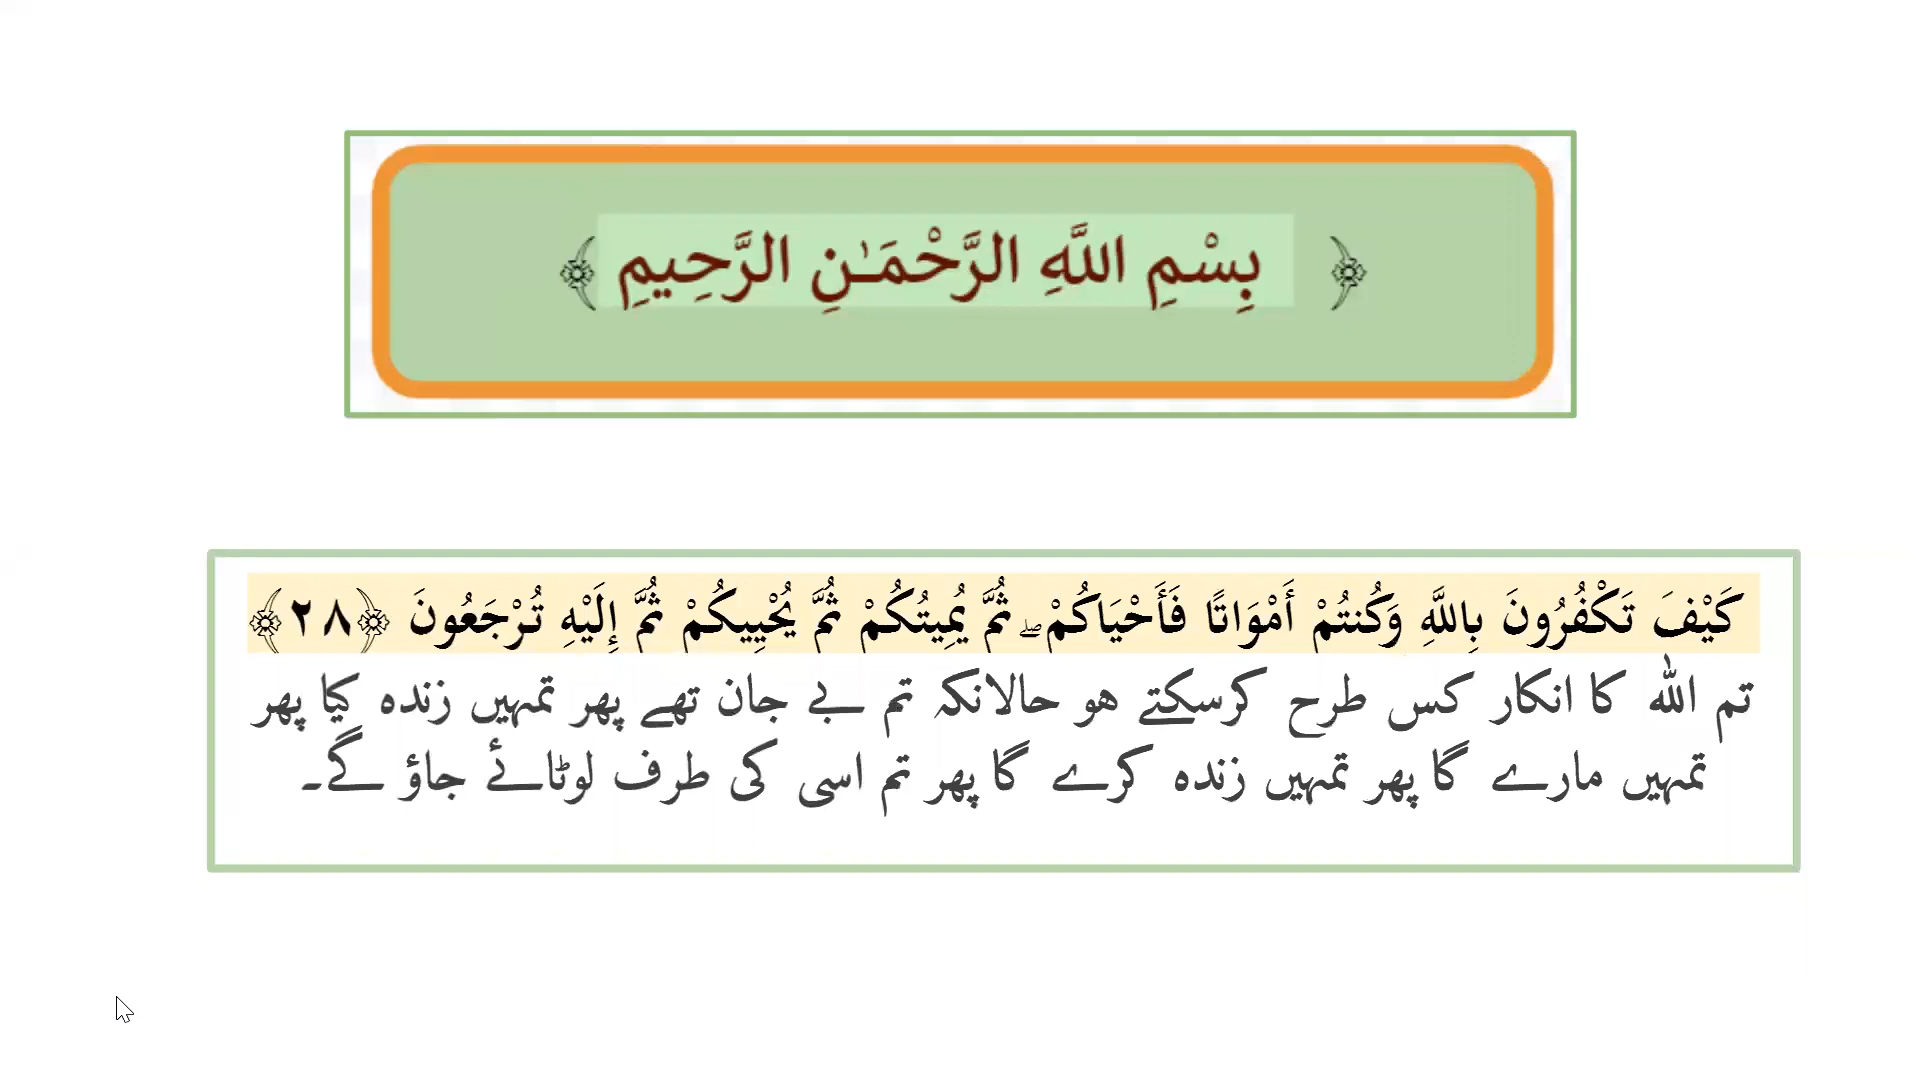 ﴿ بِسْمِ اللَّهِ الرَّحْمَـٰنِ الرَّحِيمِ ﴾
كَيْفَ تَكْفُرُونَ بِاللَّهِ وَكُنتُمْ أَمْوَاتًا فَأَحْيَاكُمْ ۖ ثُمَّ يُمِيتُكُمْ ثُمَّ يُحْيِيكُمْ ثُمَّ إِلَيْهِ تُرْجَعُونَ ﴿٢٨﴾
تم اللہ کا انکار کس طرح کرسکتے ہو حالانکہ تم بے جان تھے پھر تمہیں زندہ کیا پھر
تمہیں مارے گا پھر تمہیں زندہ کرے گا پھر تم اسی کی طرف لوٹائے جاؤ گے۔